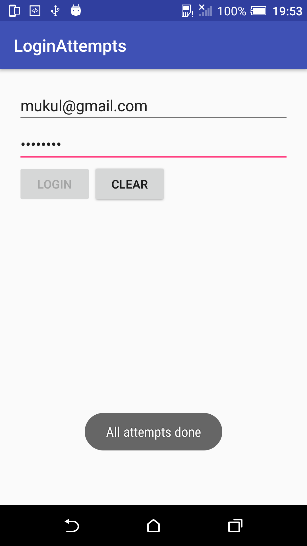 100% 19:53
LoginAttempts
mukul@gmail.com
••••••••
LOGIN CLEAR
All attempts done